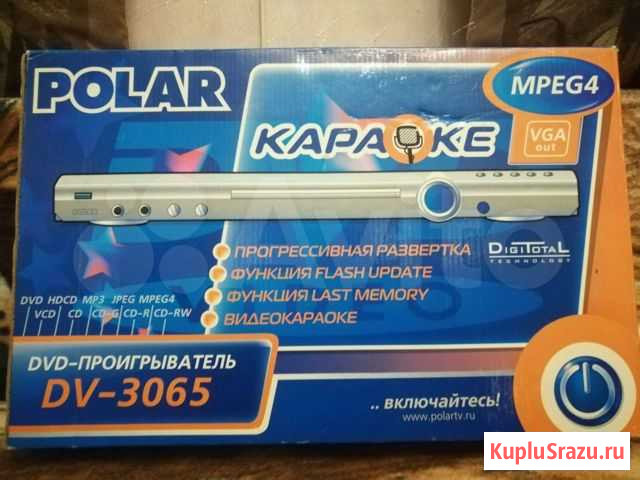 POLAR
MPEG4
КАРАОКЕ
VGA
out
ПРОГРЕССИВНАЯ РАЗВЕРТКА
ФУНКЦИЯ FLASH UPDATE
ФУНКЦИЯ LAST MEMORY
ВИДЕОКАРАОКЕ
DIGITOTAL
TECHNOLOGY
DVD HDCD MP3 JPEG MPEG4
VCD CD CD-G CD-R CD-RW
DVD-ПРОИГРЫВАТЕЛЬ
DV-3065
.. включайтесь!
www.polartv.ru
Avito
KupluSrazu.ru